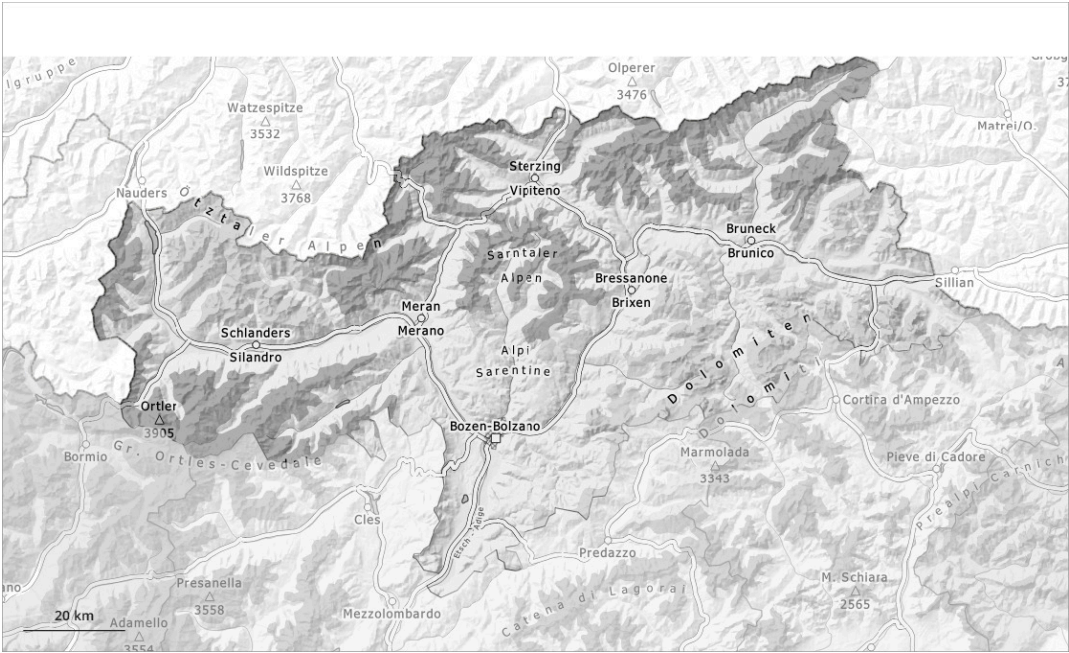 lgruppe
Olperer
3476
Watzespitze
3532
Matrei/O.
Wildspitze
3768
Sterzing
Vipiteno
Nauders
Ötztaler Alpen
Bruneck
Brunico
Sarntaler
Alpen
Bressanone
Brixen
Sillian
Meran
Merano
Schlanders
Silandro
Alpi
Sarentine
Dolomiten
Dolomiti
Ortler
3905
Cortina d'Ampezzo
Bozen-Bolzano
Gr. Ortles-Cevedale
Bormio
Marmolada
3343
Pieve di Cadore
Prealpi Carnich
Cles
Etsch - Adige
Predazzo
Presanella
3558
M. Schiara
2565
Mezzolombardo
Catena di Lagorai
20 km
Adamello
3554